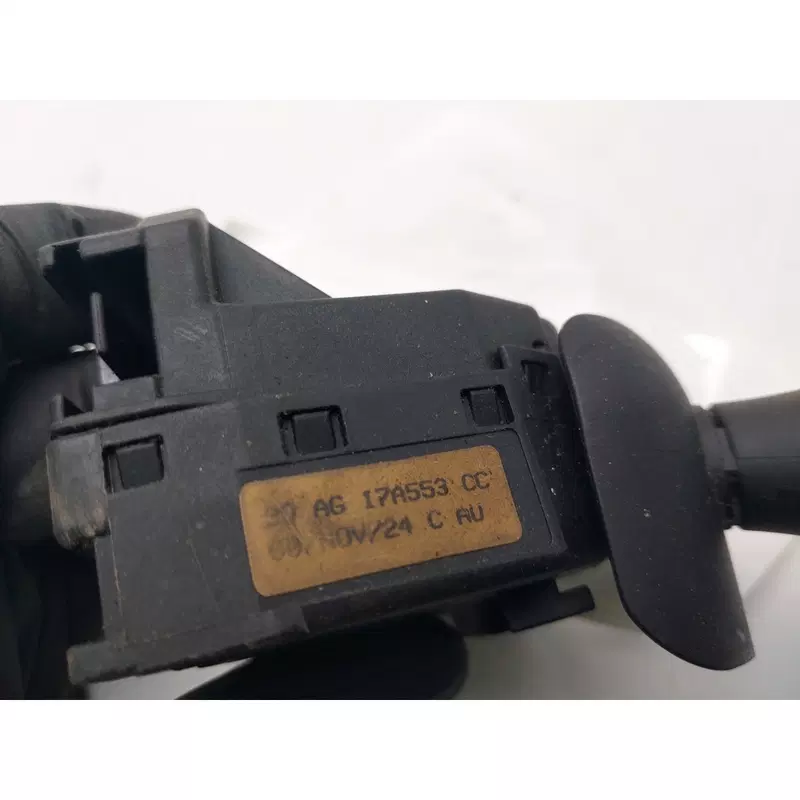 AG 17A553 CC
NOV/24 C AU